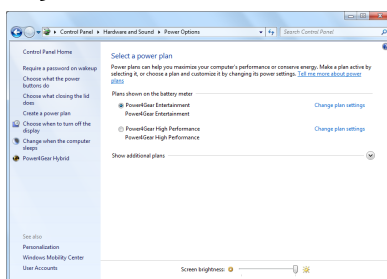 Control Panel ▸ Hardware and Sound ▸ Power Options
Search Control Panel
Control Panel Home
Require a password on wakeup
Choose what the power
buttons do
Choose what closing the lid
does
Create a power plan
Choose when to turn off the
display
Change when the computer
sleeps
Power4Gear Hybrid
See also
Personalization
Windows Mobility Center
User Accounts
Select a power plan
Power plans can help you maximize your computer's performance or conserve energy. Make a plan active by
selecting it, or choose a plan and customize it by changing its power settings. Tell me more about power
plans
Plans shown on the battery meter
Power4Gear Entertainment
Change plan settings
Power4Gear Entertainment
Power4Gear High Performance
Change plan settings
Power4Gear High Performance
Show additional plans
Screen brightness: